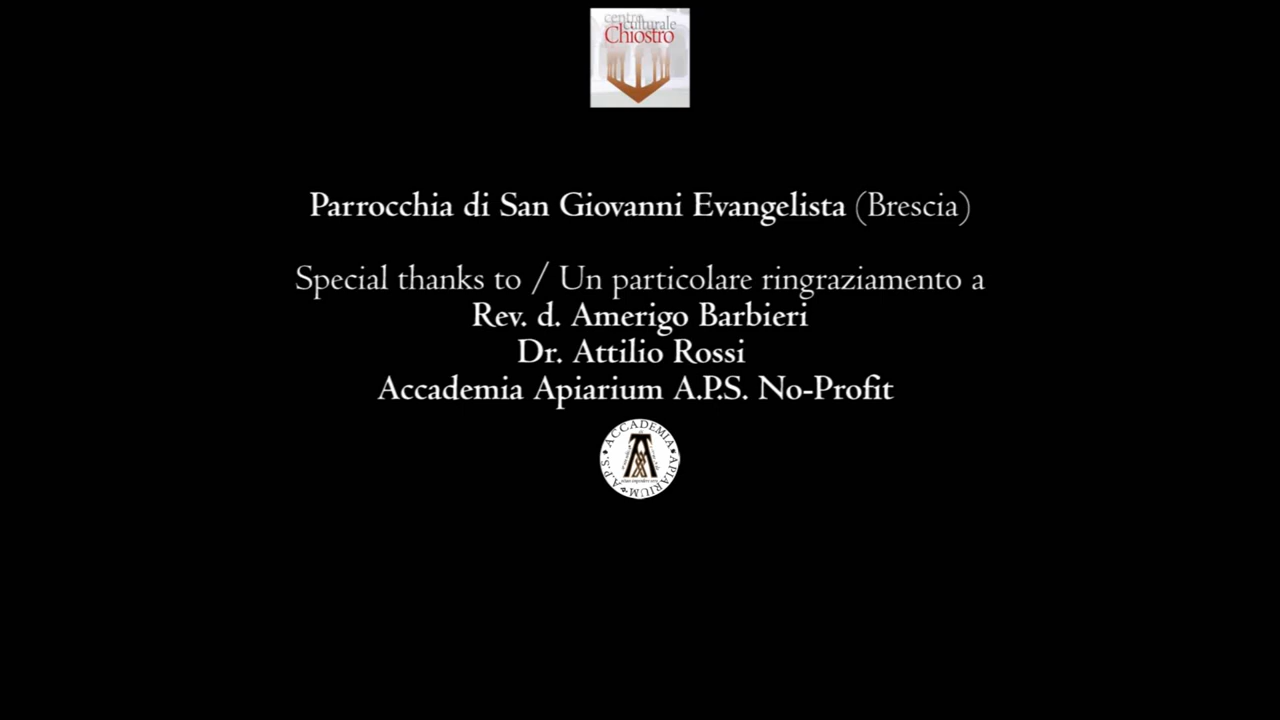 centro
culturale
Chiostro
Parrocchia di San Giovanni Evangelista (Brescia)
Special thanks to / Un particolare ringraziamento a
Rev. d. Amerigo Barbieri
Dr. Attilio Rossi
Accademia Apiarium A.P.S. No-Profit
ACCADEMIA APIARIUM A.P.S.